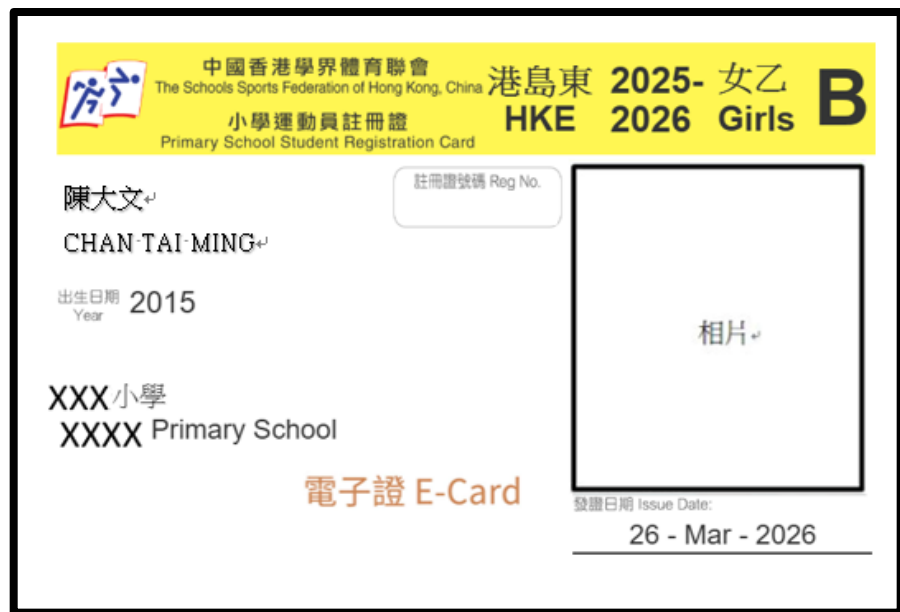 中國香港學界體育聯會
The Schools Sports Federation of Hong Kong, China
小學運動員註冊證
Primary School Student Registration Card
港島東
HKE
2025-
2026
女乙
Girls
B
陳大文
CHAN TAI MING
註冊證號碼 Reg No.
出生日期
Year
2015
相片
XXX小學
XXXX Primary School
電子證 E-Card
發證日期 Issue Date:
26 - Mar - 2026